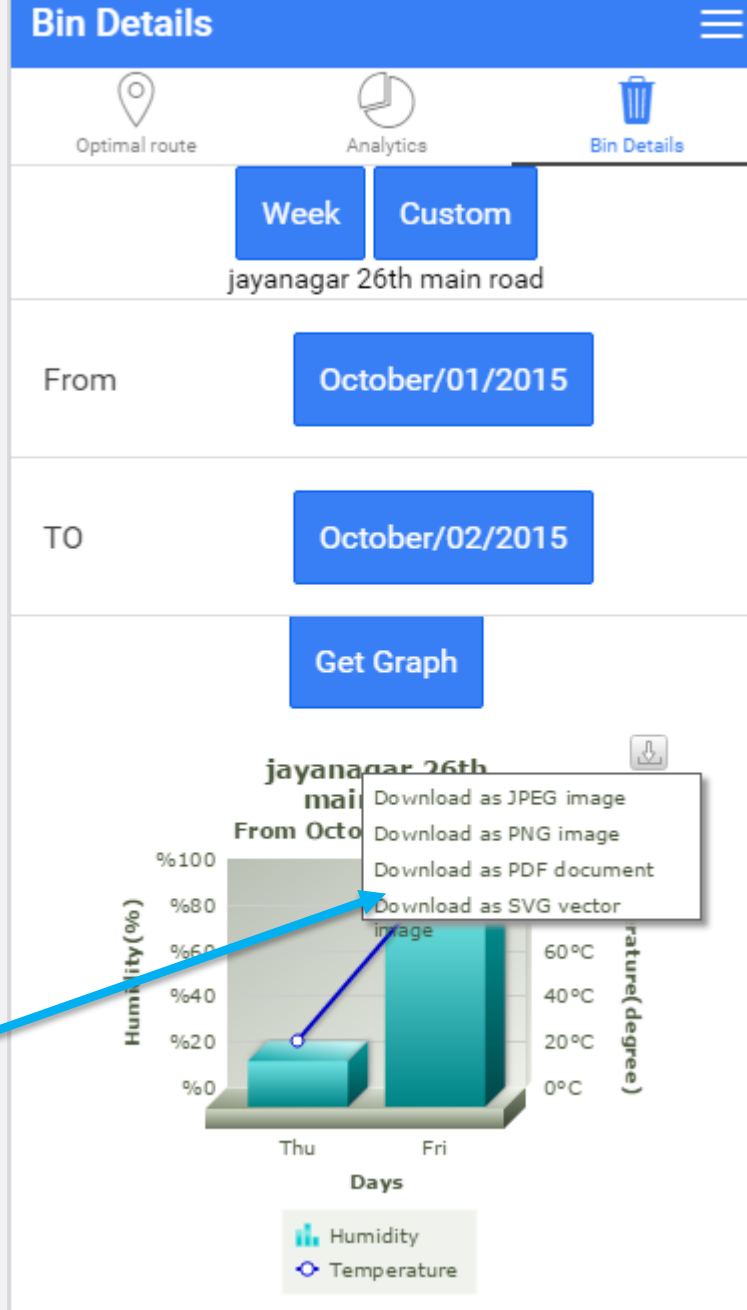 Bin Details
Optimal route
Analytics
Bin Details
Week
Custom
jayanagar 26th main road
From
October/01/2015
TO
October/02/2015
Get Graph
jayanagar 26th
From
Download as JPEG image
Download as PNG image
Download as PDF document
Download as SVG vector
image
%100
%80
%60
%40
%20
%0
Humidity(%)
60°C
40°C
20°C
0°C
rature(degree)
Thu
Fri
Days
Humidity
Temperature